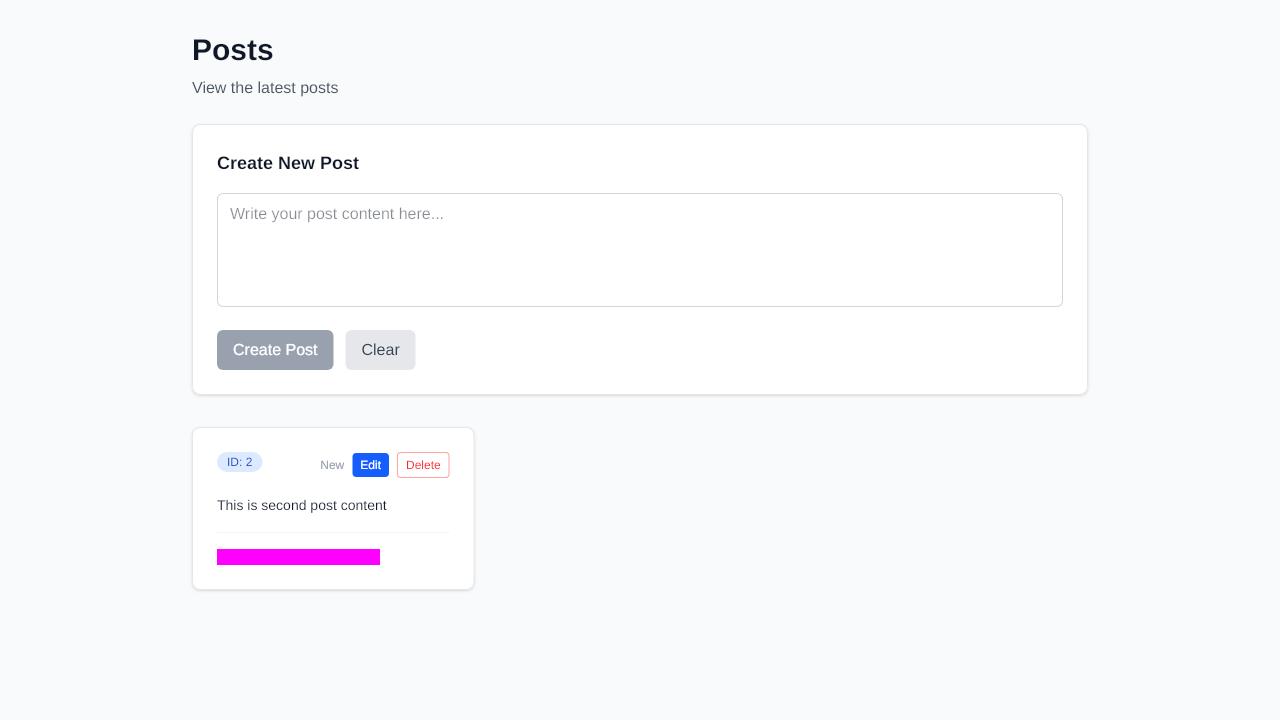 Posts
View the latest posts
Create New Post
Write your post content here...
Create Post
Clear
ID: 2
New
Edit
Delete
This is second post content